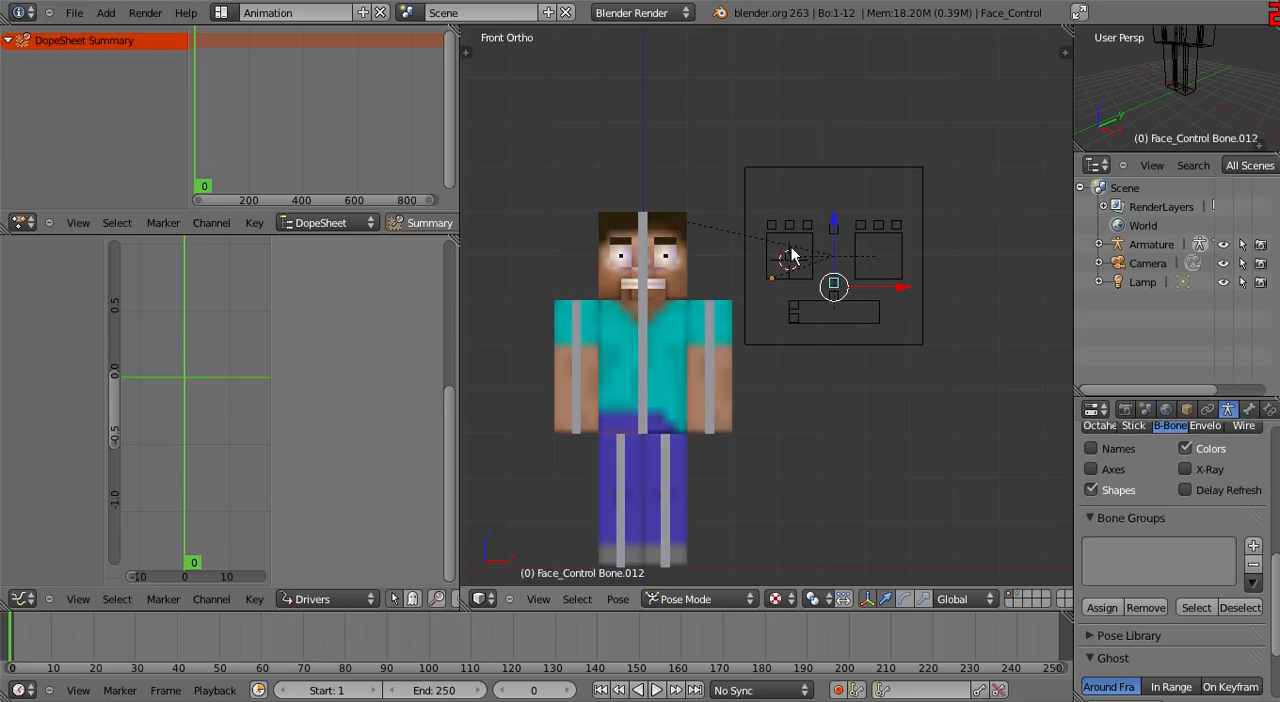 File Add Render Help Animation Scene Blender Render blender.org 263 | Bo:1-12 | Mem:18.20M (0.39M) | Face_Control
DopeSheet Summary
0
200 400 600 800
View Select Marker Channel Key DopeSheet Summary
0.5
0.0
-0.5
-1.0
0
-10 0 10
View Select Marker Channel Key Drivers
Front Ortho
(0) Face_Control Bone.012
View Select Pose Pose Mode Global
User Persp
(0) Face_Control Bone.012
View Search All Scenes
Scene
RenderLayers
World
Armature
Camera
Lamp
Octahe Stick B-Bone Envelo Wire
Names Colors
Axes X-Ray
Shapes Delay Refresh
Bone Groups
Assign Remove Select Deselect
Pose Library
Ghost
Around Fra In Range On Keyfram
0 10 20 30 40 50 60 70 80 90 100 110 120 130 140 150 160 170 180 190 200 210 220 230 240 250
View Marker Frame Playback Start: 1 End: 250 0 No Sync